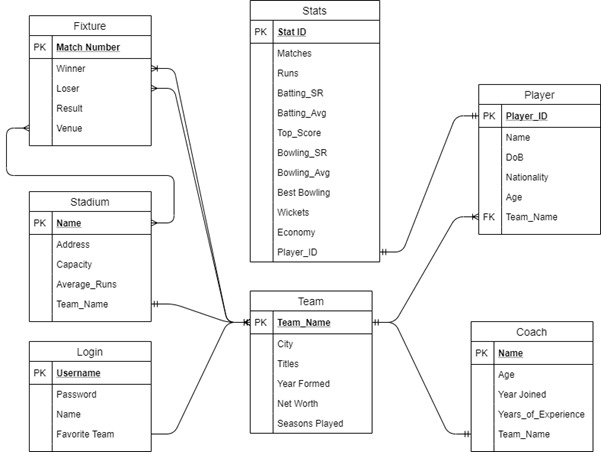 Fixture
PK Match Number
Winner
Loser
Result
Venue
Stadium
PK Name
Address
Capacity
Average_Runs
Team_Name
Login
PK Username
Password
Name
Favorite Team
Stats
PK Stat ID
Matches
Runs
Batting_SR
Batting_Avg
Top_Score
Bowling_SR
Bowling_Avg
Best Bowling
Wickets
Economy
Player_ID
Team
PK Team_Name
City
Titles
Year Formed
Net Worth
Seasons Played
Player
PK Player_ID
Name
DoB
Nationality
Age
FK Team_Name
Coach
PK Name
Age
Year Joined
Years_of_Experience
Team_Name